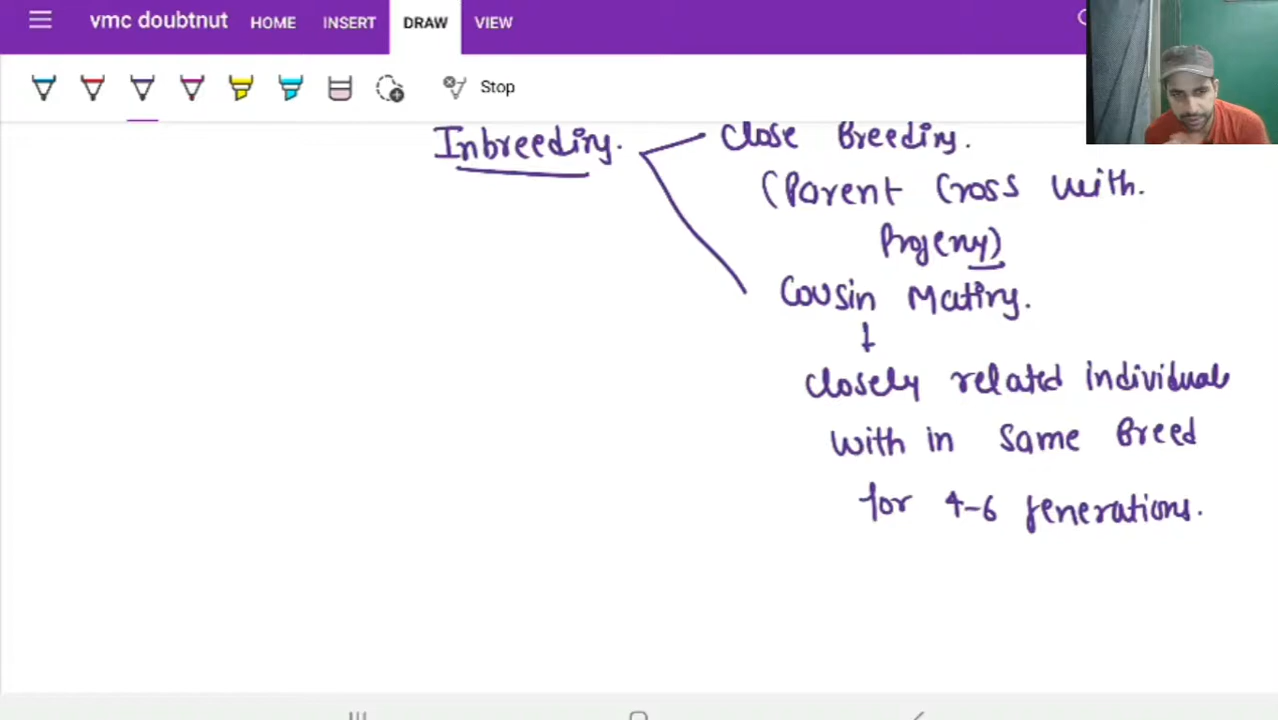 vmc doubtnut HOME INSERT DRAW VIEW
Stop
Inbreeding. Close Breeding.
(Parent Cross with.
Progeny)
Cousin Mating.
Closely related individual
with in Same Breed
for 4-6 generations.